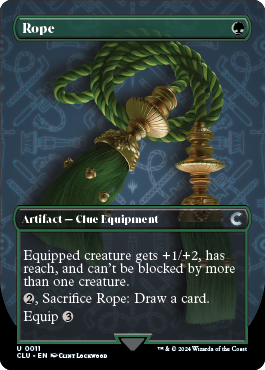 Rope
Artifact — Clue Equipment
Equipped creature gets +1/+2, has
reach, and can't be blocked by more
than one creature.
2, Sacrifice Rope: Draw a card.
Equip 3
U 0011
CLU • EN Clint Lockwood
™ & © 2024 Wizards of the Coast